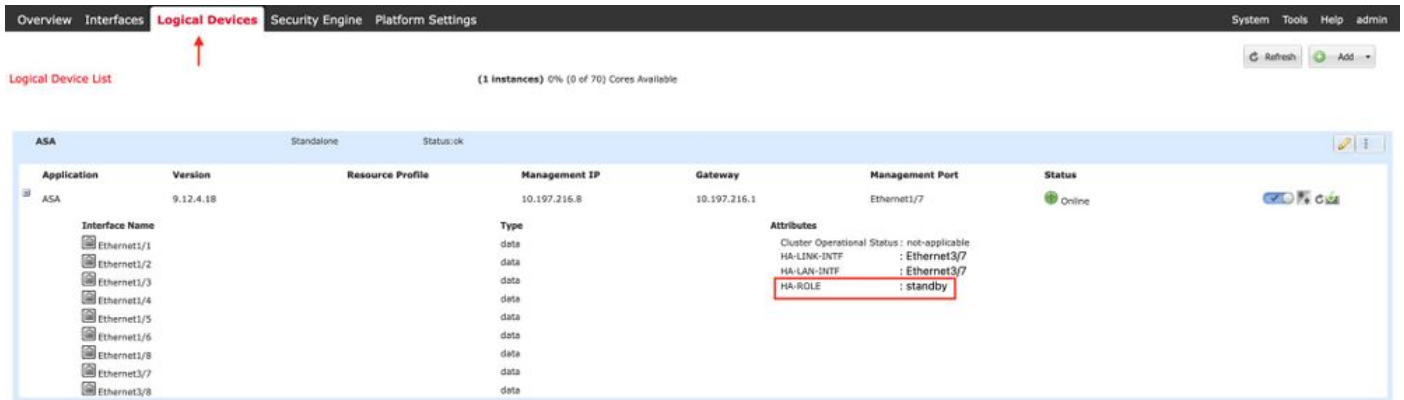 Overview Interfaces Logical Devices Security Engine Platform Settings System Tools Help admin
Refresh Add
Logical Device List (1 instances) 0% (0 of 70) Cores Available
ASA Standalone Status:ok
Application Version Resource Profile Management IP Gateway Management Port Status
ASA 9.12.4.18 10.197.216.8 10.197.216.1 Ethernet1/7 Online
Interface Name Type Attributes
Ethernet1/1 data Cluster Operational Status : not-applicable
Ethernet1/2 data HA-LINK-INTF : Ethernet3/7
HA-LAN-INTF : Ethernet3/7
Ethernet1/3 data HA-ROLE : standby
Ethernet1/4 data
Ethernet1/5 data
Ethernet1/6 data
Ethernet1/8 data
Ethernet3/7 data
Ethernet3/8 data